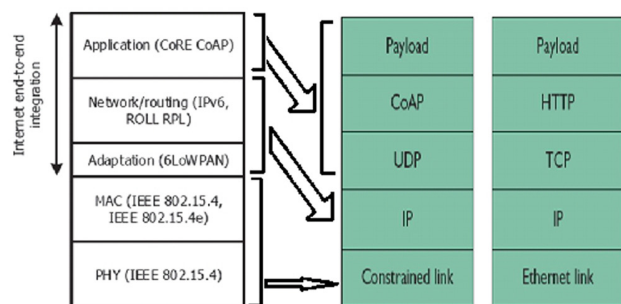 Internet end-to-end
integration
Application (CoRE CoAP)
Network/routing (IPv6,
ROLL RPL)
Adaptation (6LoWPAN)
MAC (IEEE 802.15.4,
IEEE 802.15.4e)
PHY (IEEE 802.15.4)
Payload
CoAP
UDP
IP
Constrained link
Payload
HTTP
TCP
IP
Ethernet link